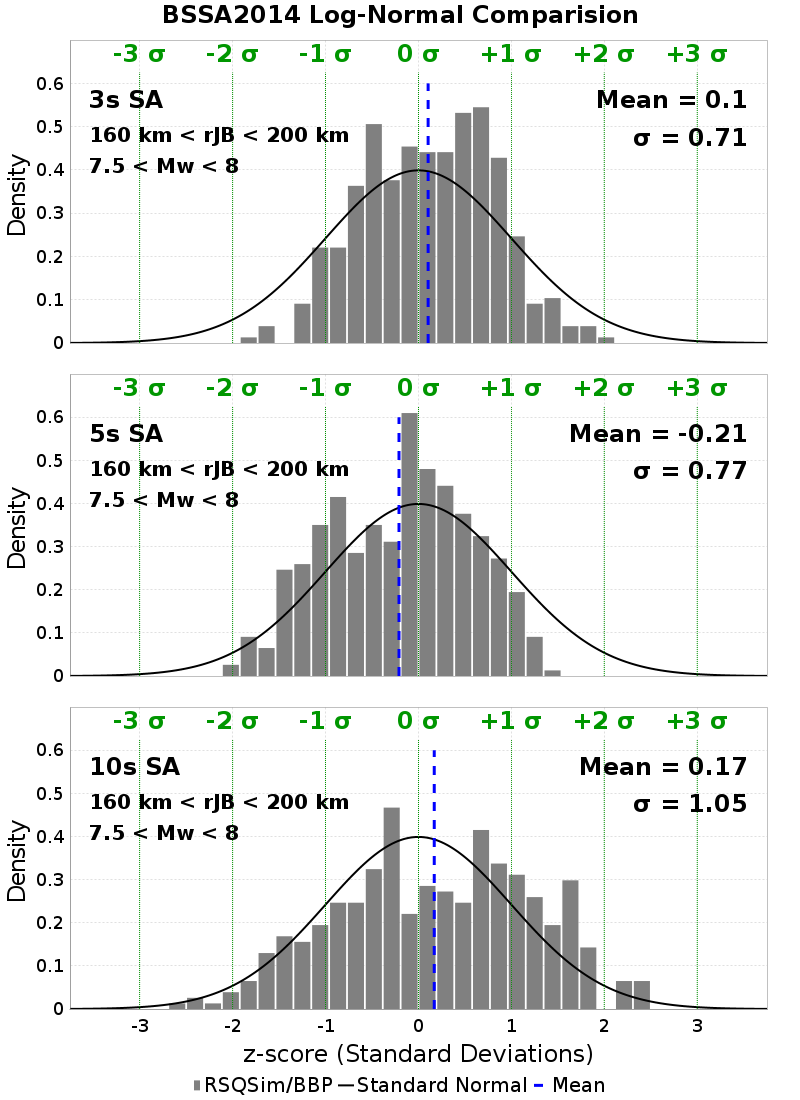 BSSA2014 Log-Normal Comparision
-3 σ -2 σ -1 σ 0 σ +1 σ +2 σ +3 σ
3s SA Mean = 0.1
160 km < rJB < 200 km σ = 0.71
7.5 < Mw < 8
Density
0.6
0.5
0.4
0.3
0.2
0.1
0
-3 σ -2 σ -1 σ 0 σ +1 σ +2 σ +3 σ
5s SA Mean = -0.21
160 km < rJB < 200 km σ = 0.77
7.5 < Mw < 8
Density
0.6
0.5
0.4
0.3
0.2
0.1
0
-3 σ -2 σ -1 σ 0 σ +1 σ +2 σ +3 σ
10s SA Mean = 0.17
160 km < rJB < 200 km σ = 1.05
7.5 < Mw < 8
Density
0.6
0.5
0.4
0.3
0.2
0.1
0
-3 -2 -1 0 1 2 3
z-score (Standard Deviations)
RSQSim/BBP Standard Normal Mean